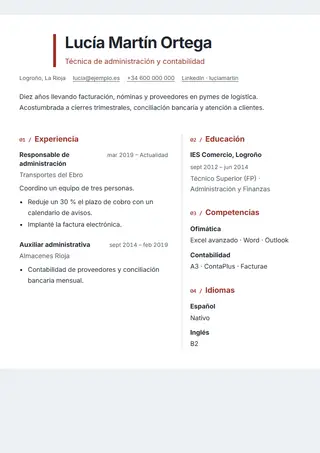 Lucía Martín Ortega
Técnica de administración y contabilidad
Logroño, La Rioja lucia@ejemplo.es +34 600 000 000 LinkedIn · luciamartin
Diez años llevando facturación, nóminas y proveedores en pymes de logística.
Acostumbrada a cierres trimestrales, conciliación bancaria y atención a clientes.
01 / Experiencia
Responsable de administración mar 2019 – Actualidad
Transportes del Ebro
Coordino un equipo de tres personas.
• Reduje un 30 % el plazo de cobro con un
calendario de avisos.
• Implanté la factura electrónica.
Auxiliar administrativa sept 2014 – feb 2019
Almacenes Rioja
• Contabilidad de proveedores y conciliación
bancaria mensual.
02 / Educación
IES Comercio, Logroño
sept 2012 – jun 2014
Técnico Superior (FP) ·
Administración y Finanzas
03 / Competencias
Ofimática
Excel avanzado · Word · Outlook
Contabilidad
A3 · ContaPlus · Facturae
04 / Idiomas
Español
Nativo
Inglés
B2